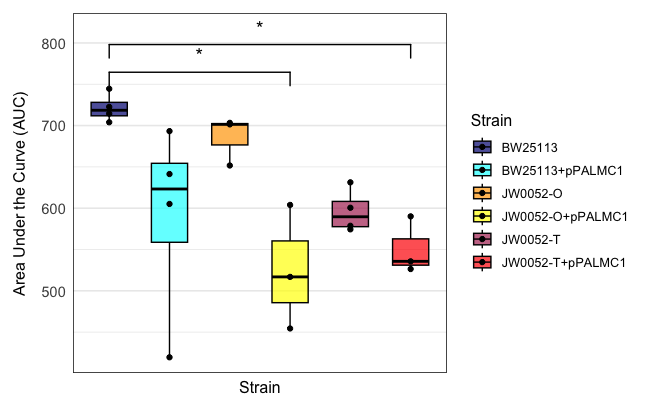 *
*
800
700
600
500
Area Under the Curve (AUC)
Strain
Strain
BW25113
BW25113+pPALMC1
JW0052-O
JW0052-O+pPALMC1
JW0052-T
JW0052-T+pPALMC1